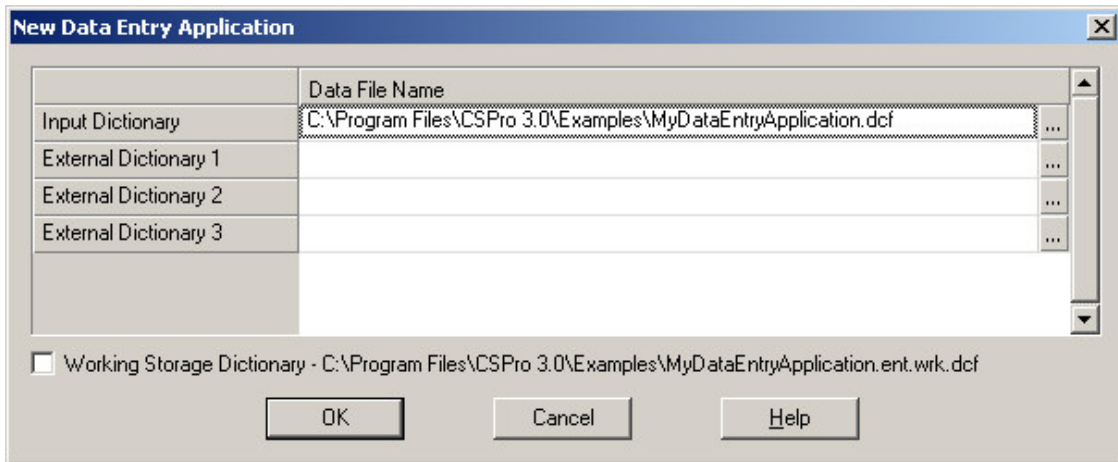 New Data Entry Application
Data File Name
Input Dictionary C:\Program Files\CSPro 3.0\Examples\MyDataEntryApplication.dcf ...
External Dictionary 1 ...
External Dictionary 2 ...
External Dictionary 3 ...
Working Storage Dictionary - C:\Program Files\CSPro 3.0\Examples\MyDataEntryApplication.ent.wrk.dcf
OK Cancel Help